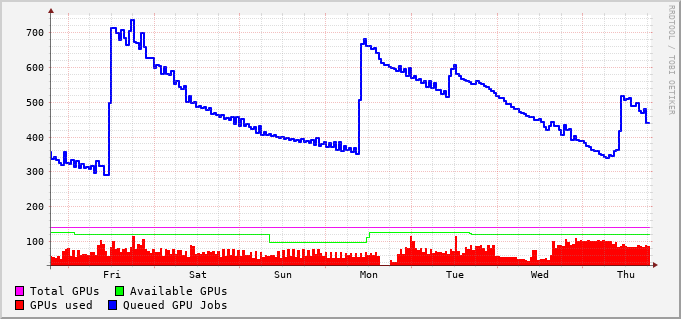 RRDTOOL / TOBI OETIKER
700
600
500
400
300
200
100
Fri Sat Sun Mon Tue Wed Thu
Total GPUs Available GPUs
GPUs used Queued GPU Jobs